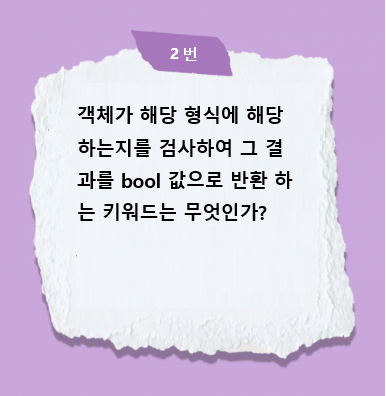 2번
객체가 해당 형식에 해당
하는지를 검사하여 그 결
과를 bool 값으로 반환 하
는 키워드는 무엇인가?